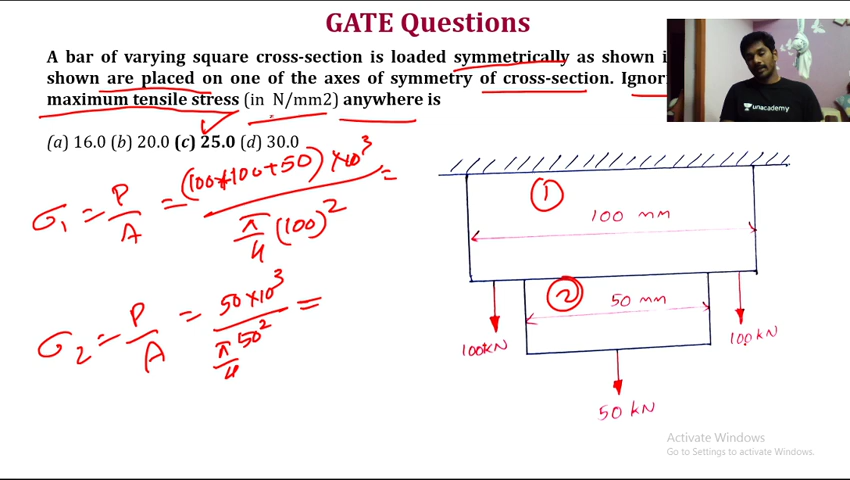 GATE Questions
A bar of varying square cross-section is loaded symmetrically as shown i
shown are placed on one of the axes of symmetry of cross-section. Ignor
maximum tensile stress (in N/mm2) anywhere is
(a) 16.0 (b) 20.0 (c) 25.0 (d) 30.0
σ₁ = P/A = (100+100+50)×10³ / π/4 (100)² =
σ₂ = P/A = 50×10³ / π/4 50² =
unacademy
1
100 mm
2
50 mm
100KN
100KN
50 KN
Activate Windows
Go to Settings to activate Windows.